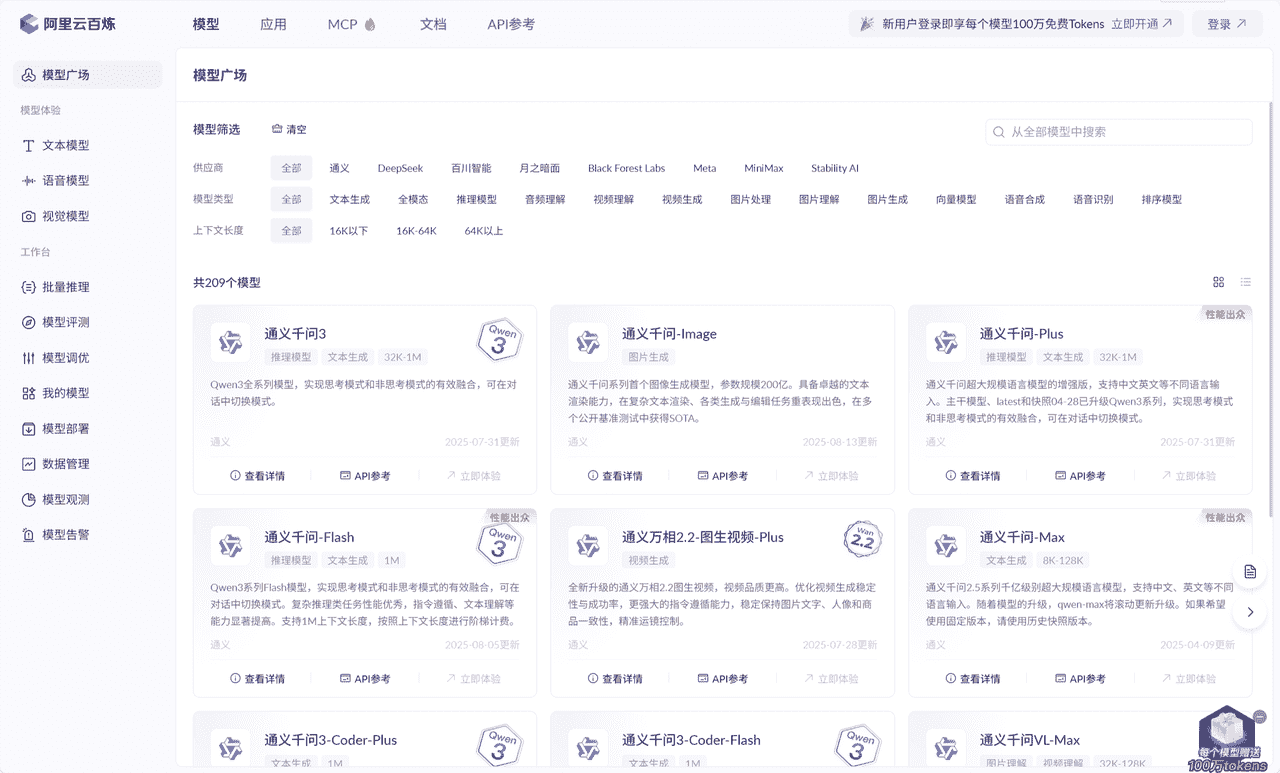 阿里云百炼
模型 应用 MCP 文档 API参考
新用户登录即享每个模型100万免费Tokens 立即开通 登录
模型广场
模型体验
文本模型
语音模型
视觉模型
工作台
批量推理
模型评测
模型调优
我的模型
模型部署
数据管理
模型观测
模型告警
模型广场
模型筛选 清空
从全部模型中搜索
供应商 全部 通义 DeepSeek 百川智能 月之暗面 Black Forest Labs Meta MiniMax Stability AI
模型类型 全部 文本生成 全模态 推理模型 音频理解 视频理解 视频生成 图片处理 图片理解 图片生成 向量模型 语音合成 语音识别 排序模型
上下文长度 全部 16K以下 16K-64K 64K以上
共209个模型
通义千问3
Qwen 3
推理模型 文本生成 32K-1M
Qwen3全系列模型，实现思考模式和非思考模式的有效融合，可在对
话中切换模式。
通义 2025-07-31更新
查看详情 API参考 立即体验
通义千问-Image
图片生成
通义千问系列首个图像生成模型，参数规模200亿。具备卓越的文本
渲染能力，在复杂文本渲染、各类生成与编辑任务重表现出色，在多
个公开基准测试中获得SOTA。
通义 2025-08-13更新
查看详情 API参考 立即体验
性能出众
通义千问-Plus
推理模型 文本生成 32K-1M
通义千问超大规模语言模型的增强版，支持中文英文等不同语言输
入。主干模型、latest和快照04-28已升级Qwen3系列，实现思考模式
和非思考模式的有效融合，可在对话中切换模式。
通义 2025-07-31更新
查看详情 API参考 立即体验
性能出众
通义千问-Flash
Qwen 3
推理模型 文本生成 1M
Qwen3系列Flash模型，实现思考模式和非思考模式的有效融合，可在
对话中切换模式。复杂推理类任务性能优秀，指令遵循、文本理解等
能力显著提高。支持1M上下文长度，按照上下文长度进行阶梯计费。
通义 2025-08-05更新
查看详情 API参考 立即体验
通义万相2.2-图生视频-Plus
Wan 2.2
视频生成
全新升级的通义万相2.2图生视频，视频品质更高。优化视频生成稳定
性与成功率，更强大的指令遵循能力，稳定保持图片文字、人像和商
品一致性，精准运镜控制。
通义 2025-07-28更新
查看详情 API参考 立即体验
性能出众
通义千问-Max
文本生成 8K-128K
通义千问2.5系列千亿级别超大规模语言模型，支持中文、英文等不同
语言输入。随着模型的升级，qwen-max将滚动更新升级。如果希望
使用固定版本，请使用历史快照版本。
通义 2025-04-09更新
查看详情 API参考 立即体验
通义千问3-Coder-Plus
Qwen 3
文本生成 1M
通义千问3-Coder-Flash
Qwen 3
文本生成 1M
通义千问VL-Max
图片理解 视频理解 32K-128K
每个模型赠送
100万tokens